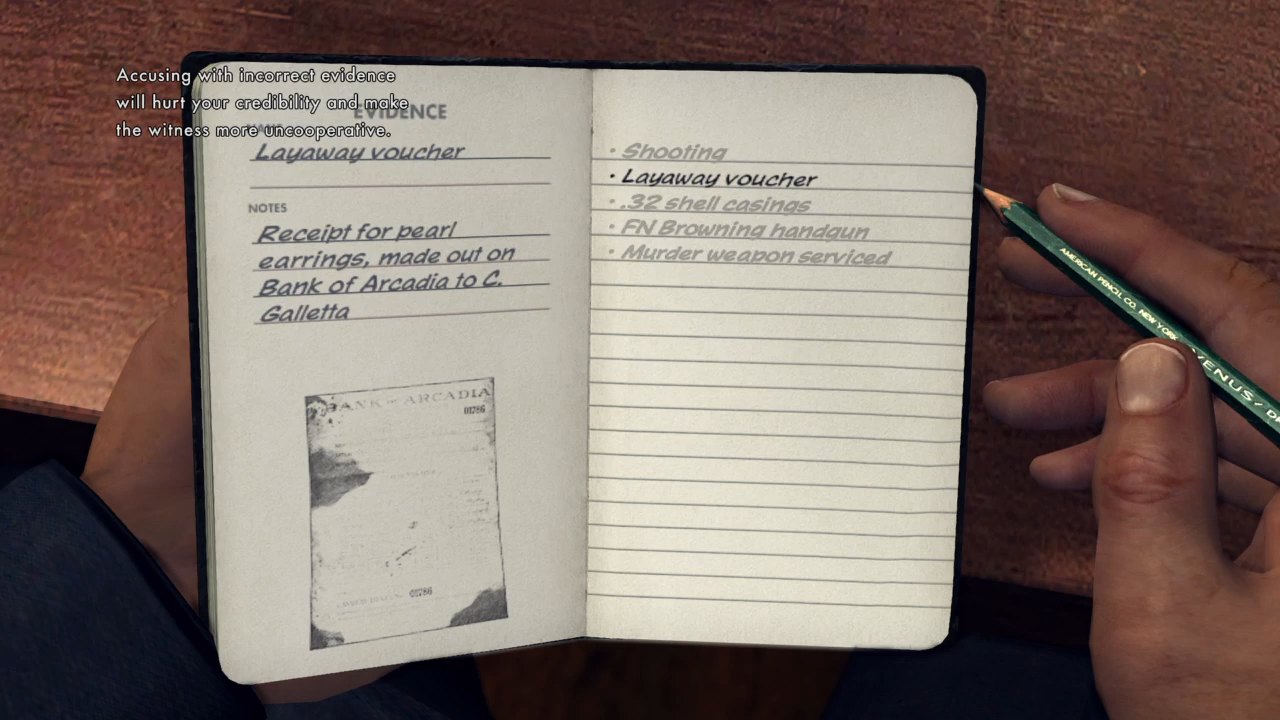 Accusing with incorrect evidence
will hurt your credibility and make
the witness more uncooperative.
EVIDENCE
NAME
Layaway voucher
NOTES
Receipt for pearl
earrings, made out on
Bank of Arcadia to C.
Galletta
BANK OF ARCADIA
01786
01786
• Shooting
• Layaway voucher
• .32 shell casings
• FN Browning handgun
• Murder weapon serviced
AMERICAN PENCIL CO. NEW YORK
VENUS